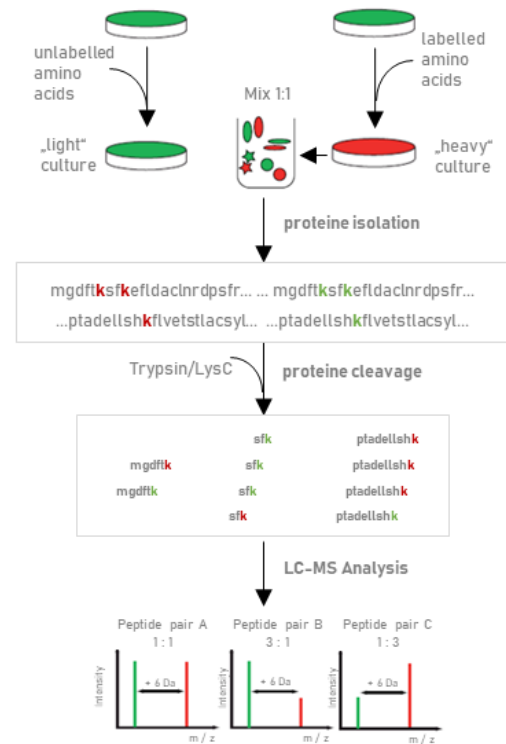 unlabelled
amino
acids
labelled
amino
acids
Mix 1:1
„light“
culture
„heavy“
culture
proteine isolation
mgdftksfkefldaclnrdpsfr... ... mgdftksfkefldaclnrdpsfr...
...ptadellshkflvetstlacsyl... ...ptadellshkflvetstlacsyl...
Trypsin/LysC
proteine cleavage
sfk ptadellshk
mgdftk sfk ptadellshk
mgdftk sfk ptadellshk
sfk ptadellshk
LC-MS Analysis
Peptide pair A Peptide pair B Peptide pair C
1 : 1 3 : 1 1 : 3
Intensity + 6 Da m / z
Intensity + 6 Da m / z
Intensity + 6 Da m / z